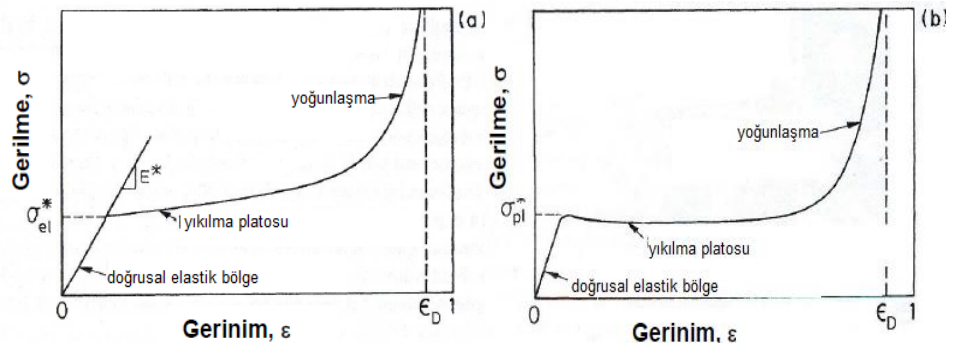 (a)
Gerilme, σ
yoğunlaşma
E*
σ*el
yıkılma platosu
doğrusal elastik bölge
0
ϵD
1
Gerinim, ε
(b)
Gerilme, σ
yoğunlaşma
σ*pl
yıkılma platosu
doğrusal elastik bölge
0
ϵD
1
Gerinim, ε